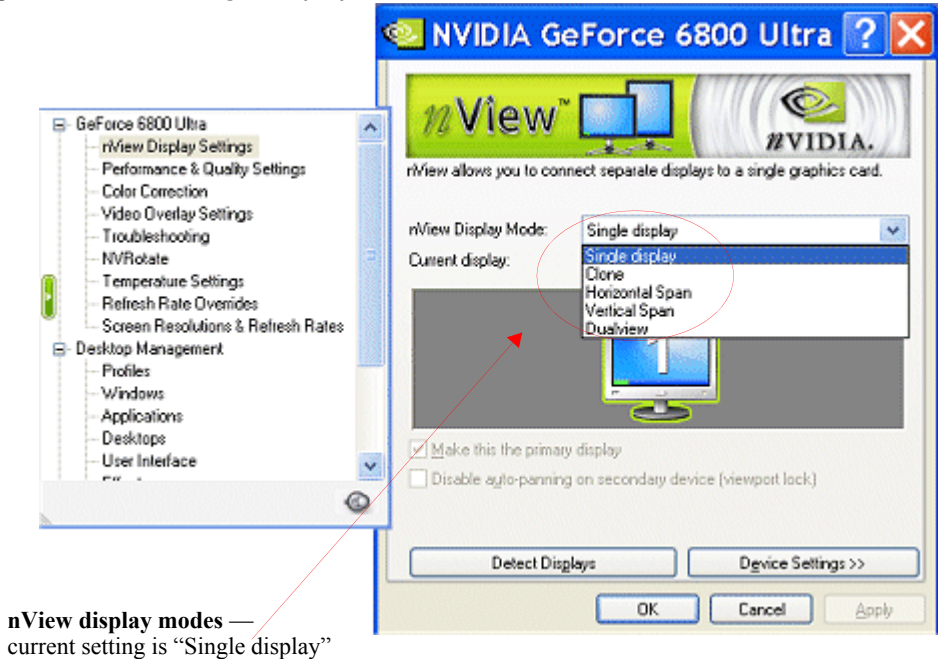 NVIDIA GeForce 6800 Ultra
nView™
nVIDIA.
nView allows you to connect separate displays to a single graphics card.
GeForce 6800 Ultra
nView Display Settings
Performance & Quality Settings
Color Correction
Video Overlay Settings
Troubleshooting
NVRotate
Temperature Settings
Refresh Rate Overrides
Screen Resolutions & Refresh Rates
Desktop Management
Profiles
Windows
Applications
Desktops
User Interface
nView Display Mode: Single display
Current display:
Single display
Clone
Horizontal Span
Vertical Span
Dualview
1
Make this the primary display
Disable auto-panning on secondary device (viewport lock)
Detect Displays
Device Settings >>
OK
Cancel
Apply
nView display modes —
current setting is “Single display”